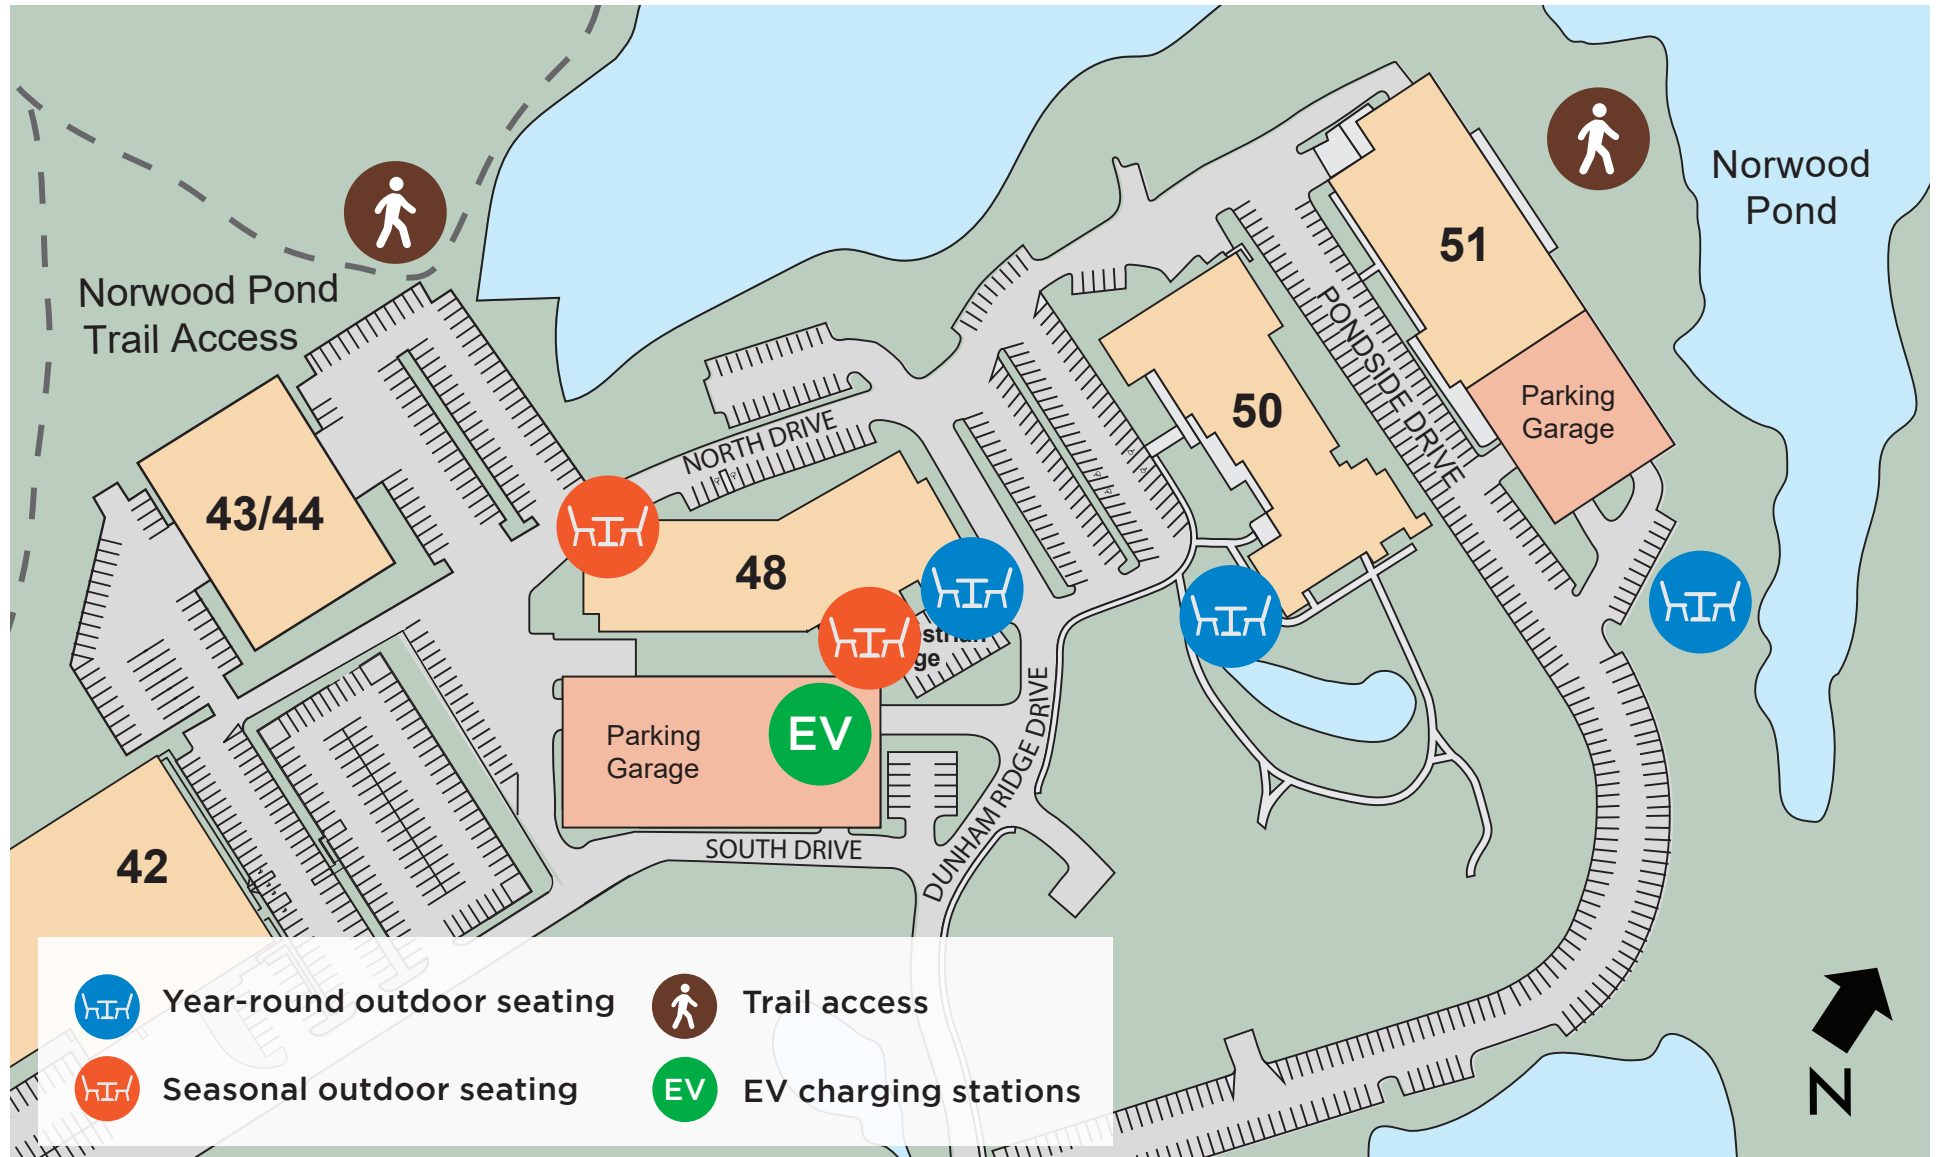 Norwood
Pond
51
Norwood Pond
Trail Access
PONDSIDE DRIVE
Parking
Garage
50
NORTH DRIVE
43/44
48
DUNHAM RIDGE DRIVE
Parking
Garage
EV
SOUTH DRIVE
42
Year-round outdoor seating
Trail access
Seasonal outdoor seating
EV
EV charging stations
N